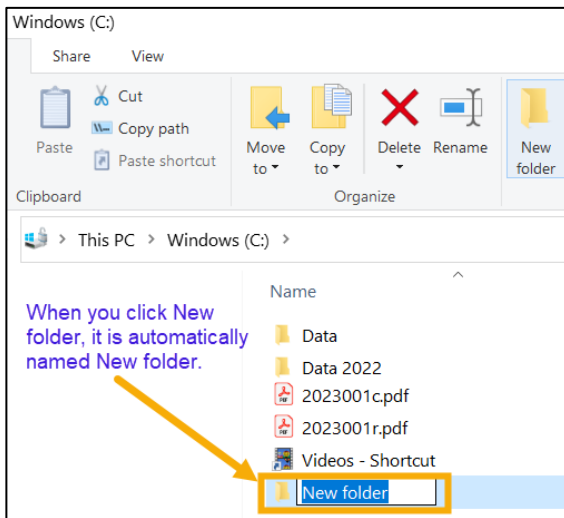 Windows (C:)
Share View
Cut
Copy path
Paste shortcut
Paste
Move to
Copy to
Delete
Rename
New folder
Clipboard
Organize
> This PC > Windows (C:) >
Name
When you click New
folder, it is automatically
named New folder.
Data
Data 2022
2023001c.pdf
2023001r.pdf
Videos - Shortcut
New folder